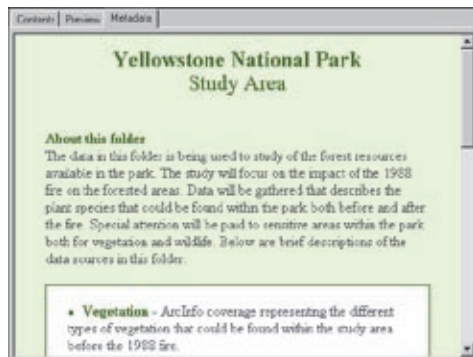 Contents Preview Metadata
Yellowstone National Park
Study Area
About this folder
The data in this folder is being used to study of the forest resources
available in the park. The study will focus on the impact of the 1988
fire on the forested areas. Data will be gathered that describes the
plant species that could be found within the park both before and after
the fire. Special attention will be paid to sensitive areas within the park
both for vegetation and wildlife. Below are brief descriptions of the
data sources in this folder.
• Vegetation - ArcInfo coverage representing the different
types of vegetation that could be found within the study area
before the 1988 fire.